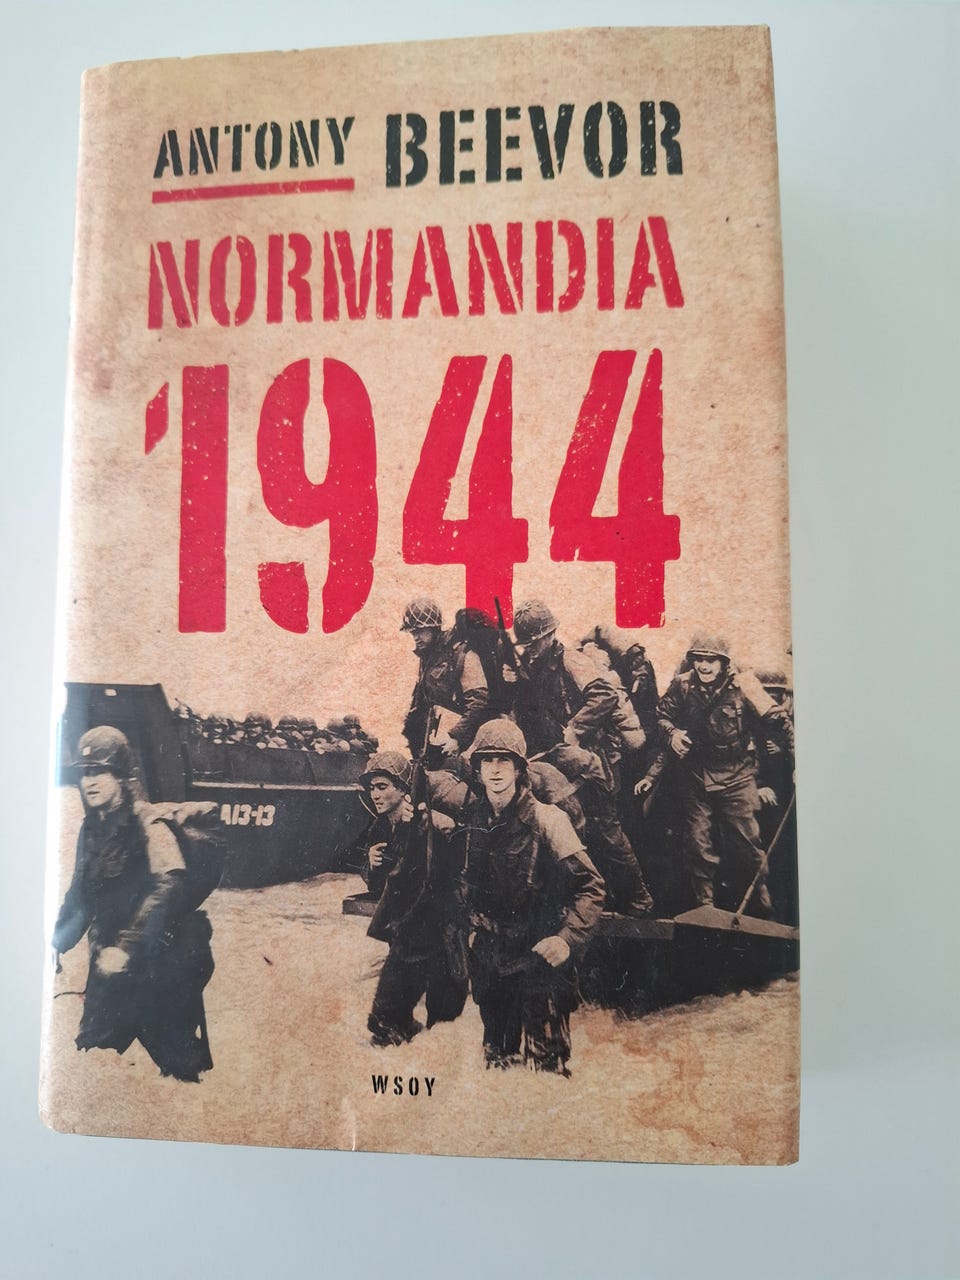 ANTONY BEEVOR
NORMANDIA
1944
A13-13
WSOY